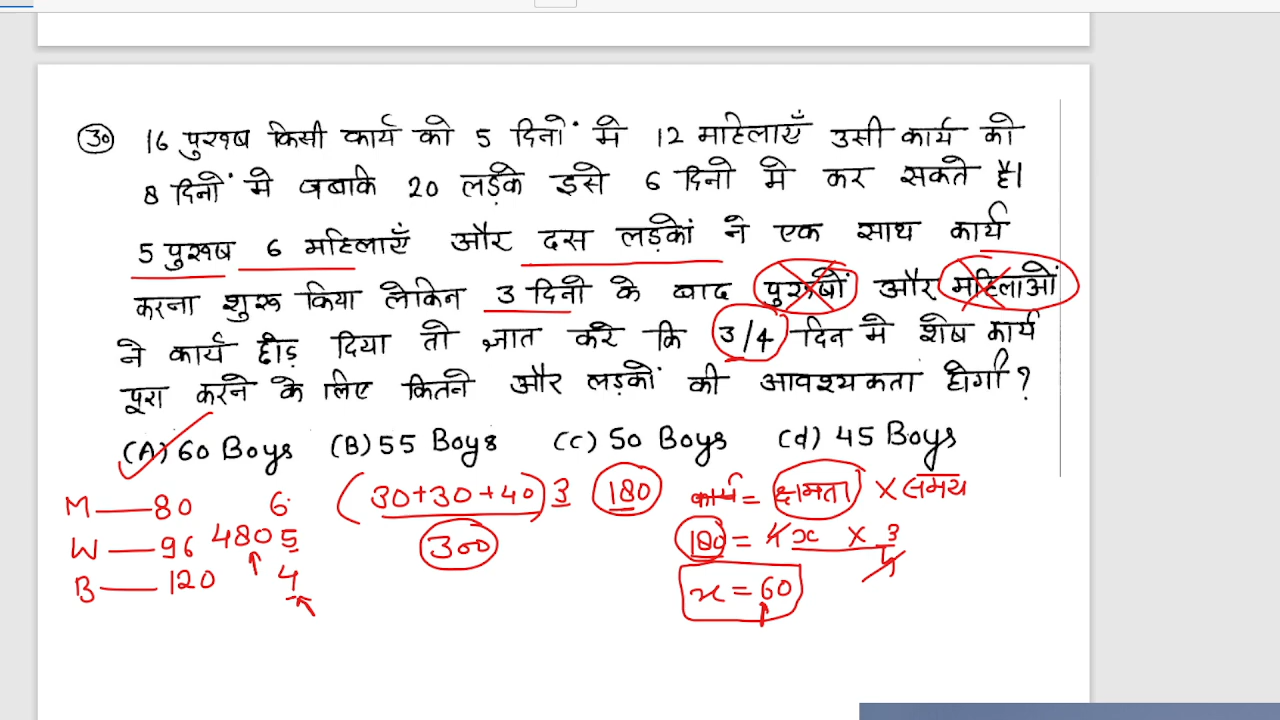 30 16 पुरुष किसी कार्य को 5 दिनों में 12 महिलाएँ उसी कार्य को
8 दिनों में जबकि 20 लड़के इसे 6 दिनो मे कर सकते है।
5 पुरुष 6 महिलाएँ और दस लड़कों ने एक साथ कार्य
करना शुरू किया लेकिन 3 दिनो के बाद पुरुषों और महिलाओं
ने कार्य छोड़ दिया तो ज्ञात करे कि 3/4 दिन मे शेष कार्य
पूरा करने के लिए कितने और लड़कों की आवश्यकता होगी ?
(A) 60 Boys (B) 55 Boys (C) 50 Boys (d) 45 Boys
M — 80 6
W — 96 480 5
B — 120 4
(30+30+40) 3 180
300
कार्य = क्षमता × समय
180 = 4x × 3/4
x = 60